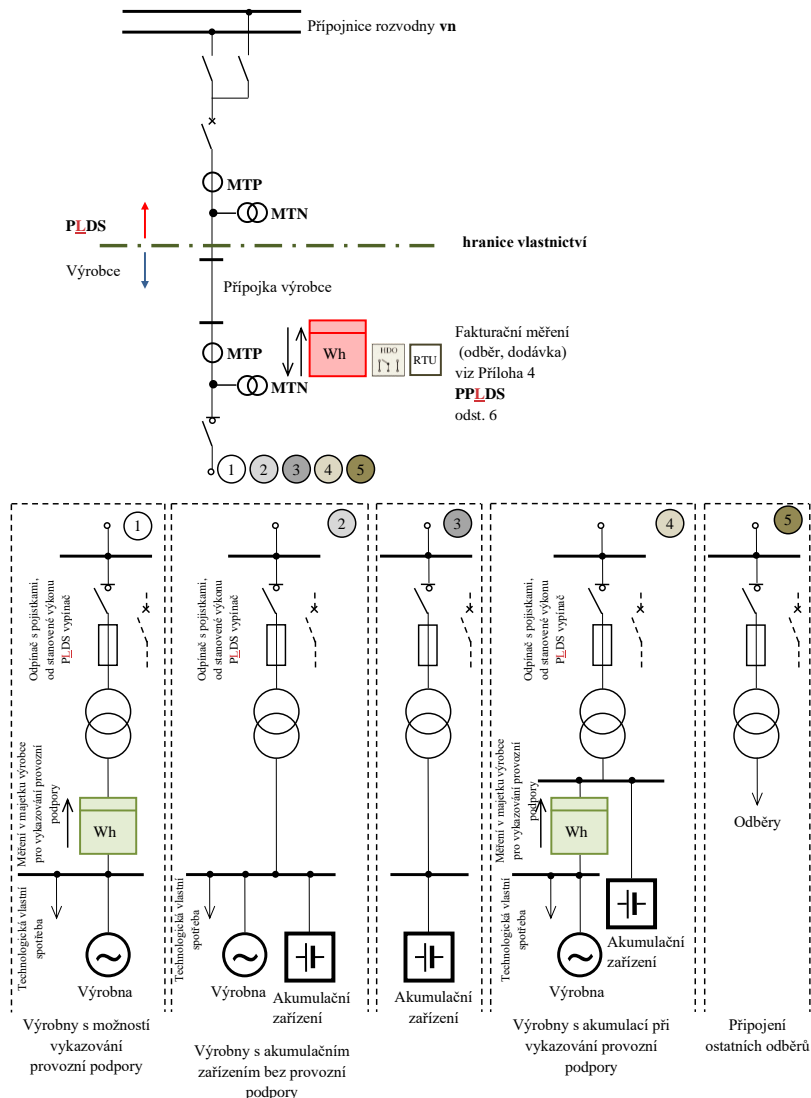 Přípojnice rozvodny vn
MTP
MTN
PLDS
hranice vlastnictví
Výrobce
Přípojka výrobce
MTP
MTN
Wh
HDO
RTU
Fakturační měření
(odběr, dodávka)
viz Příloha 4
PPLDS
odst. 6
1 2 3 4 5
1
Odpínač s pojistkami,
od stanovené výkonu
PLDS vypínač
Měření v majetku výrobce
pro vykazování provozní
podpory
Wh
Technologická vlastní
spotřeba
Výrobna
Výrobny s možností
vykazování
provozní podpory
2
Odpínač s pojistkami,
od stanovené výkonu
PLDS vypínač
Technologická vlastní
spotřeba
Výrobna
Akumulační
zařízení
Výrobny s akumulačním
zařízením bez provozní
podpory
3
Akumulační
zařízení
4
Odpínač s pojistkami,
od stanovené výkonu
PLDS vypínač
Měření v majetku výrobce
pro vykazování provozní
podpory
Wh
Technologická vlastní
spotřeba
Výrobna
Akumulační
zařízení
Výrobny s akumulací při
vykazování provozní
podpory
5
Odběry
Připojení
ostatních odběrů